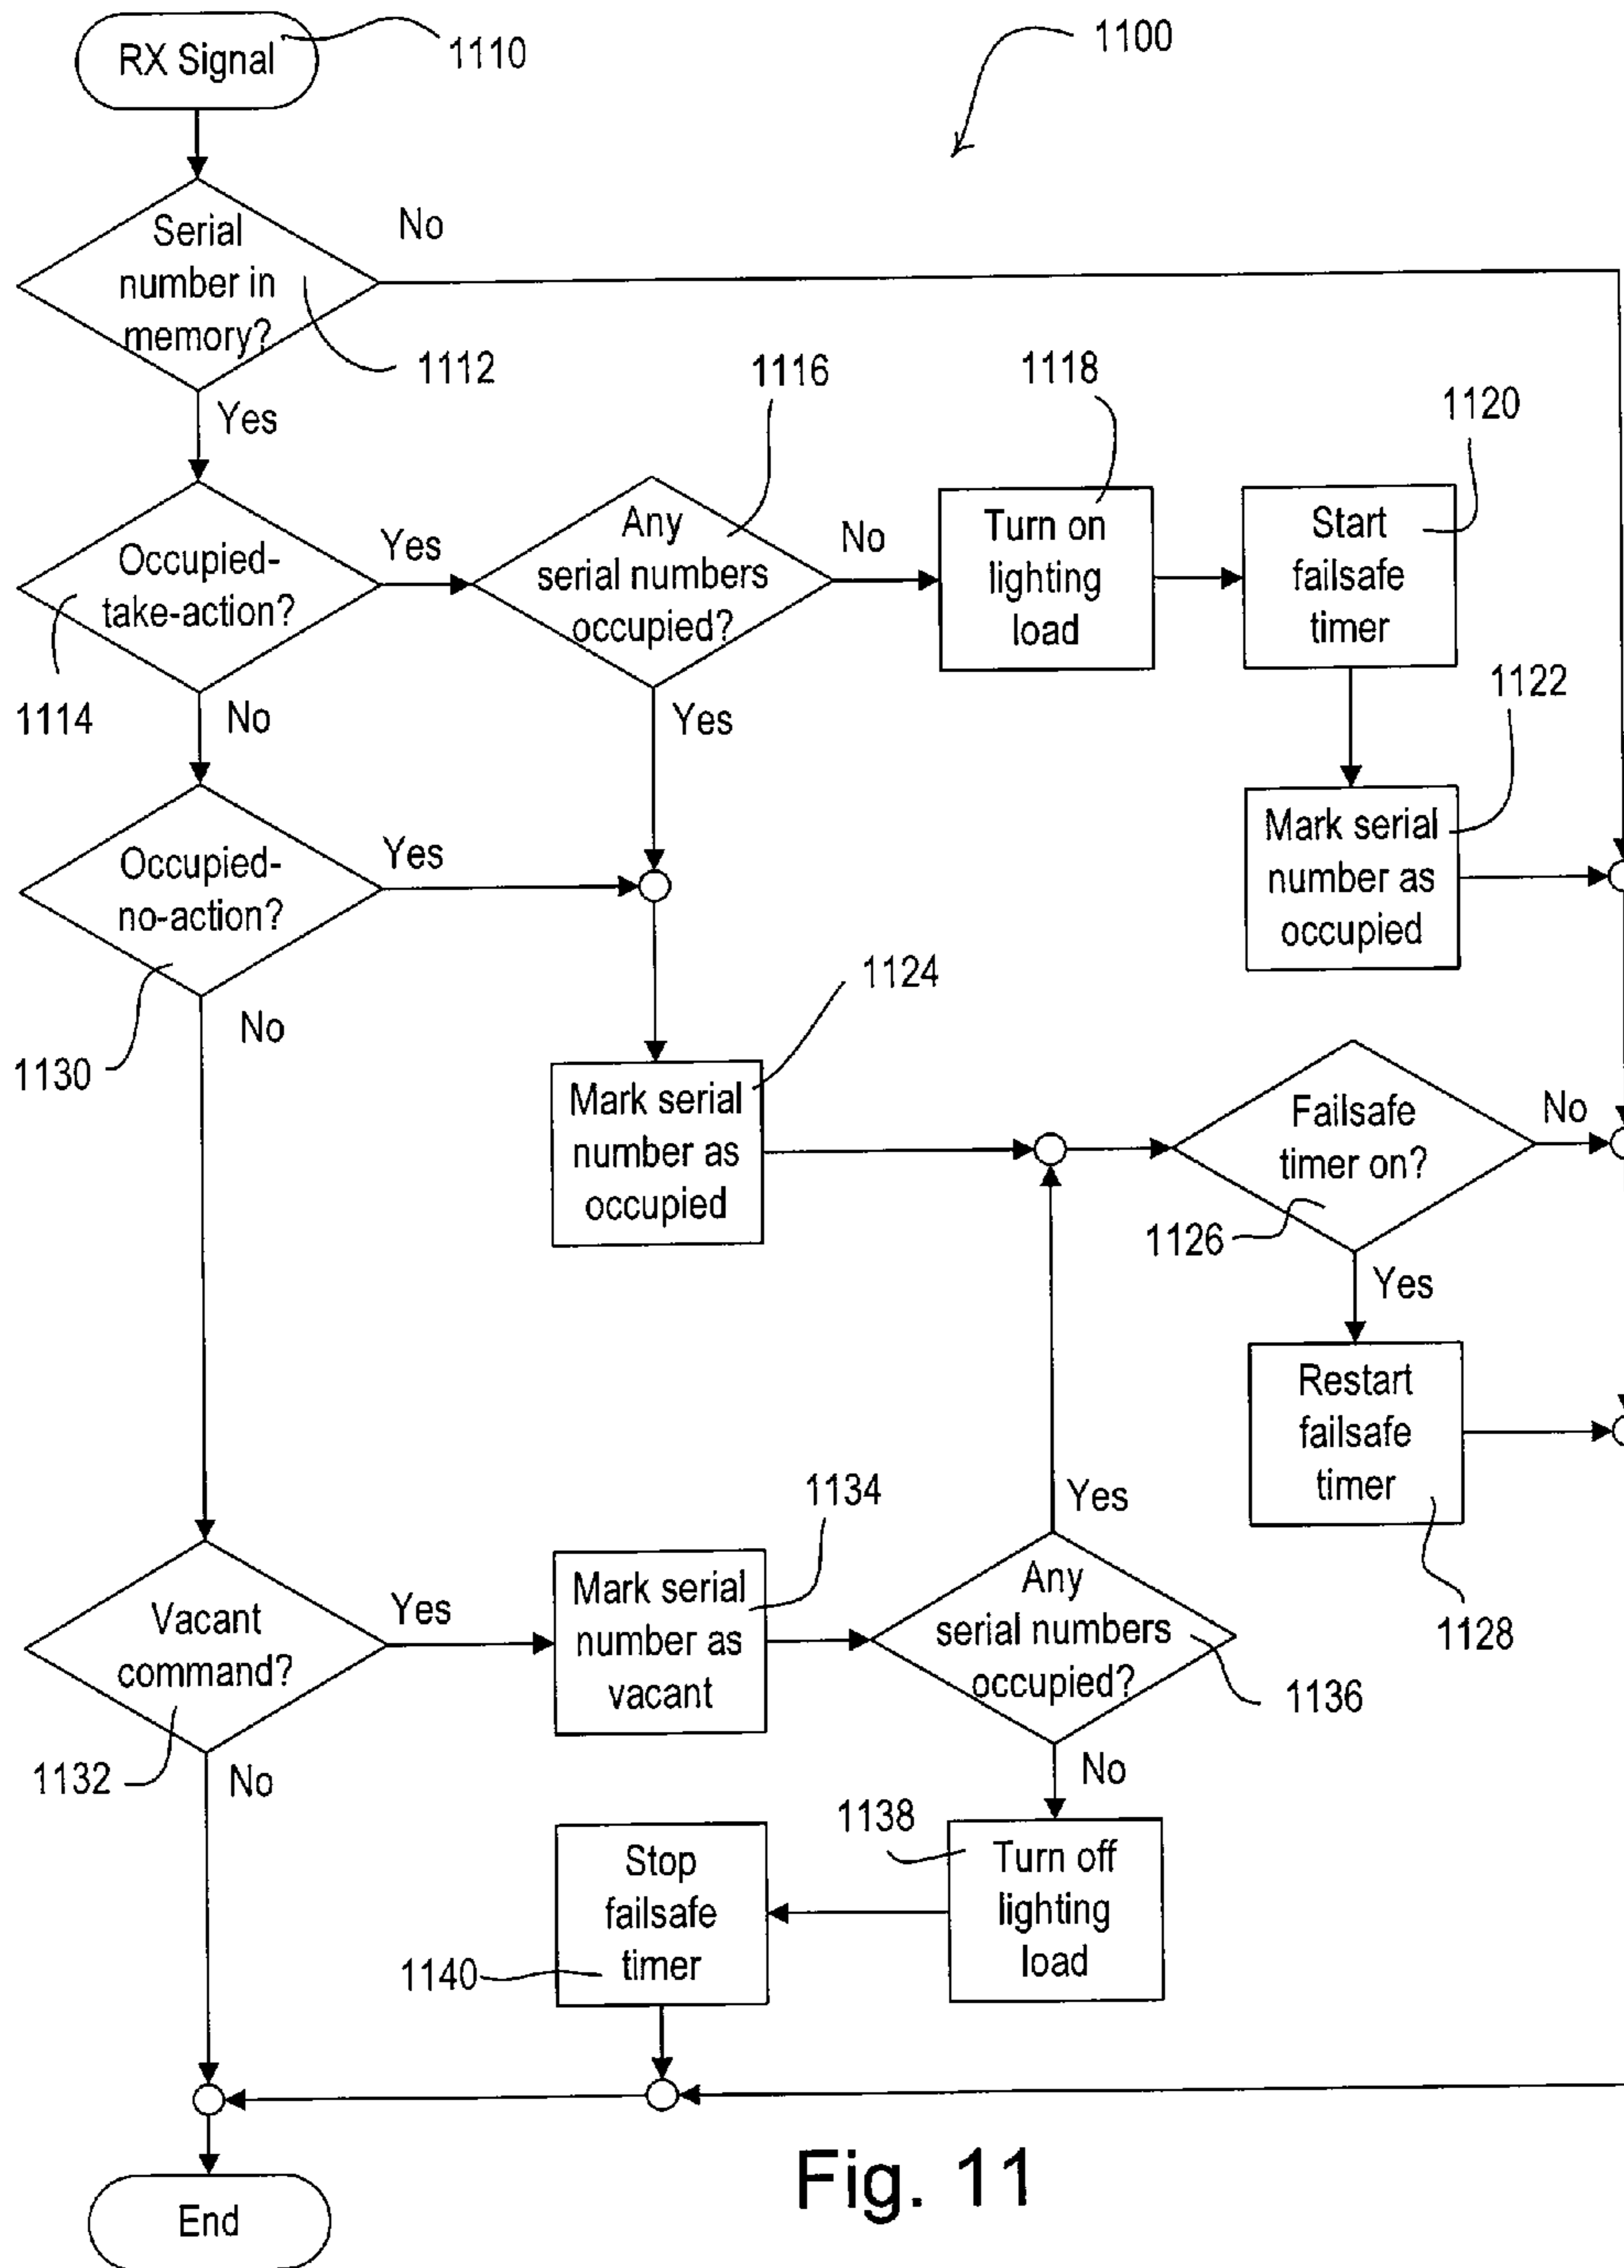 RX Signal
1110
1100
Serial
number in
memory?
No
1112
Yes
1116
1118
1120
Occupied-
take-action?
Yes
Any
serial numbers
occupied?
No
Turn on
lighting
load
Start
failsafe
timer
1114
No
Yes
1122
Occupied-
no-action?
Yes
Mark serial
number as
occupied
1130
No
1124
Mark serial
number as
occupied
Failsafe
timer on?
No
1126
Yes
Restart
failsafe
timer
1128
Vacant
command?
Yes
1134
Mark serial
number as
vacant
Yes
Any
serial numbers
occupied?
1136
1132
No
No
1138
Turn off
lighting
load
Stop
failsafe
timer
1140
End
Fig. 11